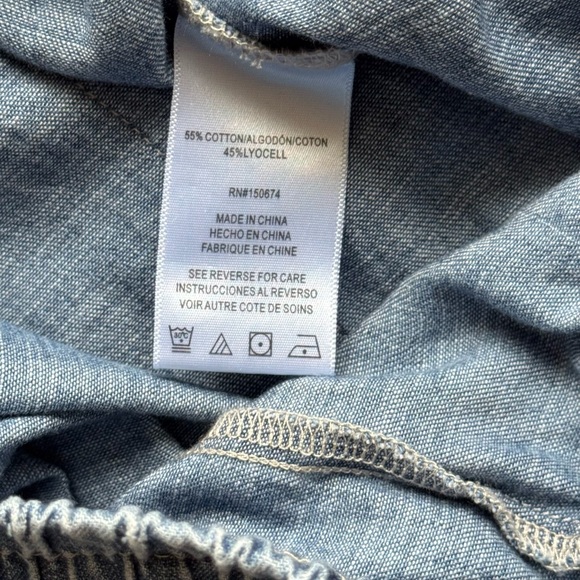 55% COTTON/ALGODÓN/COTON
45%LYOCELL
RN#150674
MADE IN CHINA
HECHO EN CHINA
FABRIQUE EN CHINE
SEE REVERSE FOR CARE
INSTRUCCIONES AL REVERSO
VOIR AUTRE COTE DE SOINS
30°C